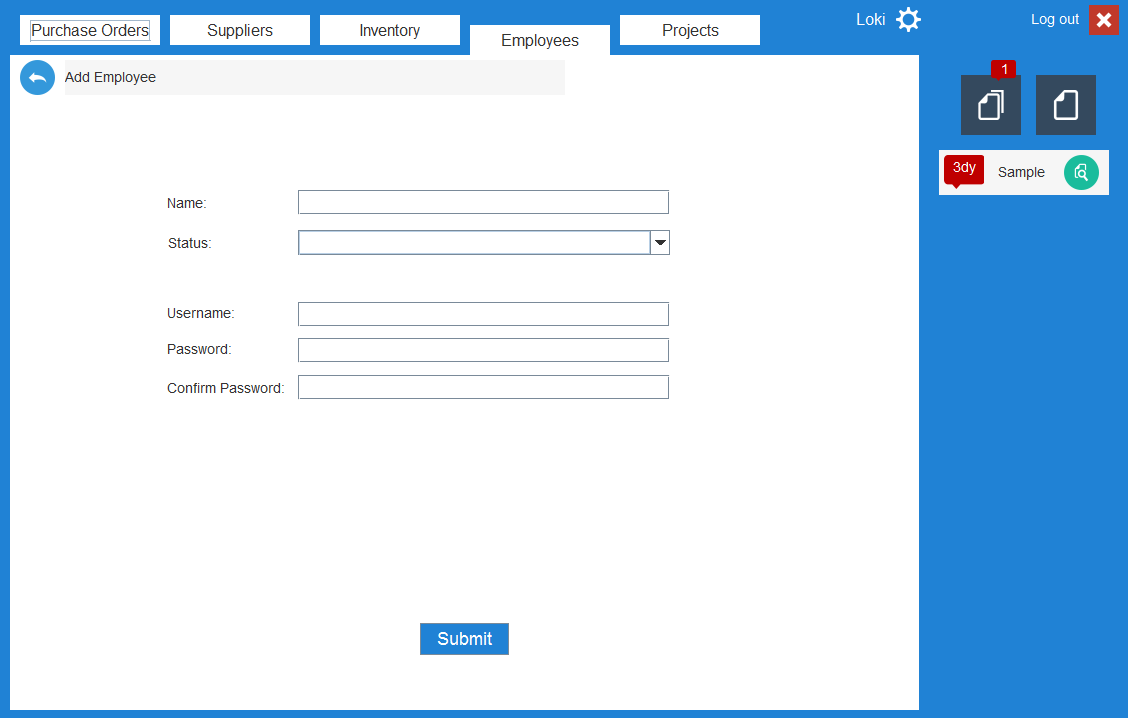 Purchase Orders
Suppliers
Inventory
Employees
Projects
Loki
Log out
Add Employee
1
3dy
Sample
Name:
Status:
Username:
Password:
Confirm Password:
Submit